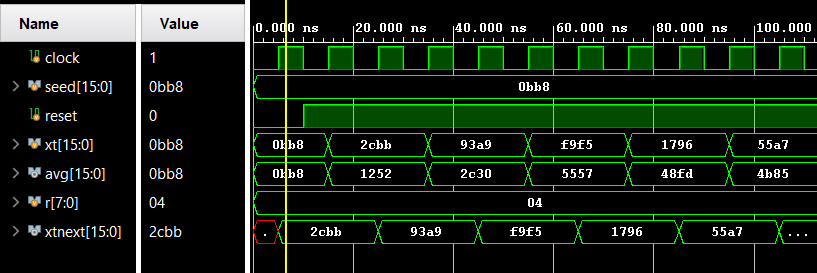 Name Value 0.000 ns 20.000 ns 40.000 ns 60.000 ns 80.000 ns 100.000
clock 1
seed[15:0] 0bb8 0bb8
reset 0
xt[15:0] 0bb8 0bb8 2cbb 93a9 f9f5 1796 55a7
avg[15:0] 0bb8 0bb8 1252 2c30 5557 48fd 4b85
r[7:0] 04 04
xtnext[15:0] 2cbb . 2cbb 93a9 f9f5 1796 55a7 ...